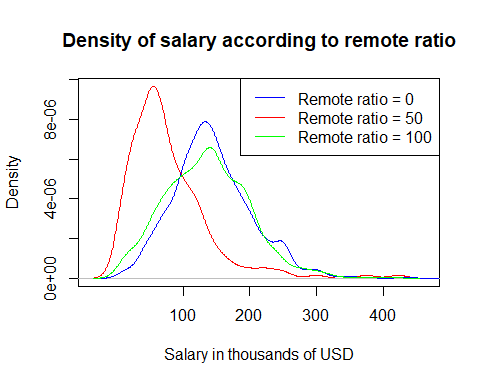 Density of salary according to remote ratio
Remote ratio = 0
Remote ratio = 50
Remote ratio = 100
Density
0e+00
4e-06
8e-06
100
200
300
400
Salary in thousands of USD